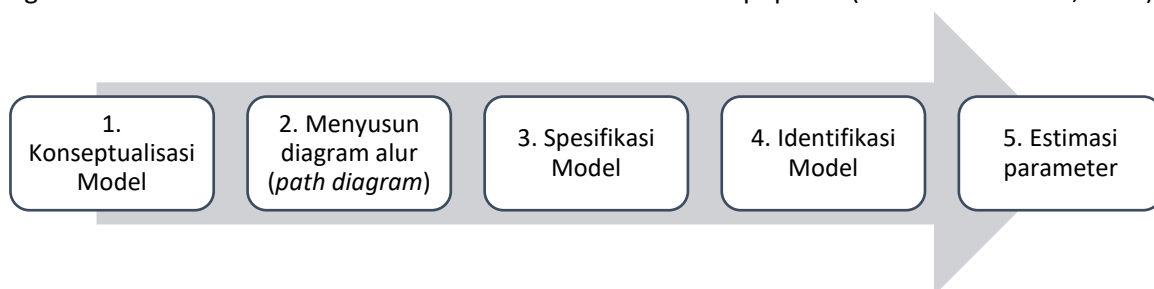 1.
Konseptualisasi
Model
2. Menyusun
diagram alur
(path diagram)
3. Spesifikasi
Model
4. Identifikasi
Model
5. Estimasi
parameter